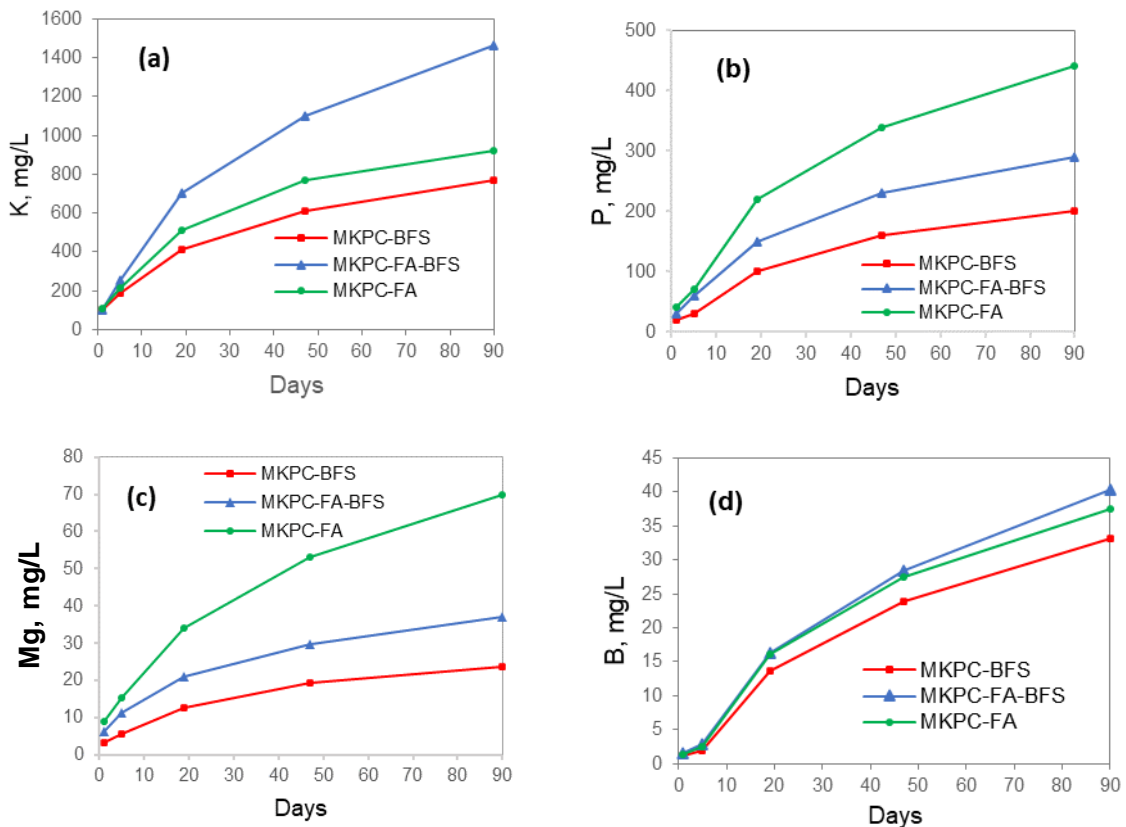 (a)
K, mg/L
1600
1400
1200
1000
800
600
400
200
0
0 10 20 30 40 50 60 70 80 90
Days
MKPC-BFS
MKPC-FA-BFS
MKPC-FA
(b)
P, mg/L
500
400
300
200
100
0
0 10 20 30 40 50 60 70 80 90
Days
MKPC-BFS
MKPC-FA-BFS
MKPC-FA
(c)
Mg, mg/L
80
70
60
50
40
30
20
10
0
0 10 20 30 40 50 60 70 80 90
Days
MKPC-BFS
MKPC-FA-BFS
MKPC-FA
(d)
B, mg/L
45
40
35
30
25
20
15
10
5
0
0 10 20 30 40 50 60 70 80 90
Days
MKPC-BFS
MKPC-FA-BFS
MKPC-FA